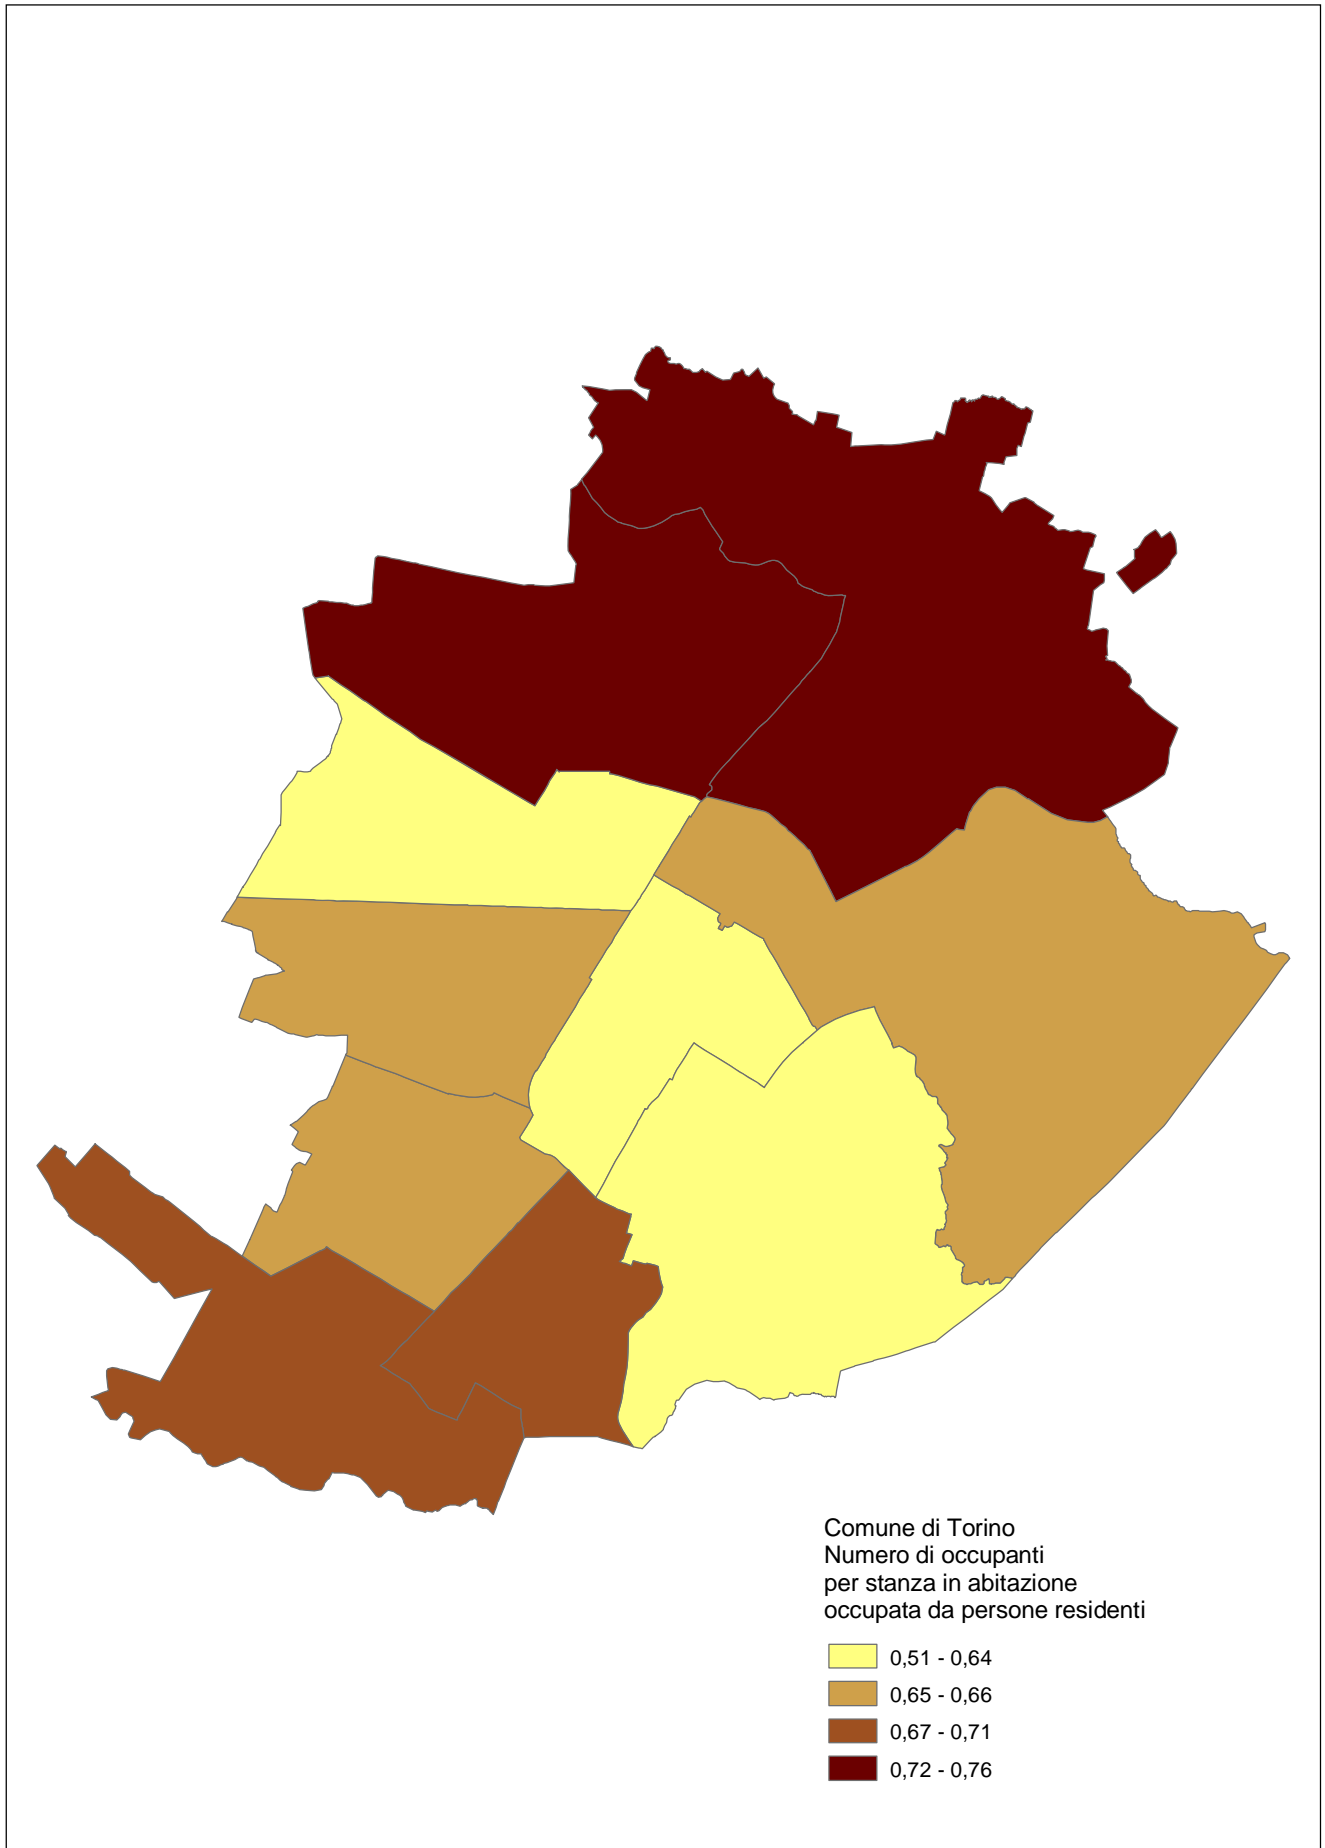 Comune di Torino
Numero di occupanti
per stanza in abitazione
occupata da persone residenti
0,51 - 0,64
0,65 - 0,66
0,67 - 0,71
0,72 - 0,76